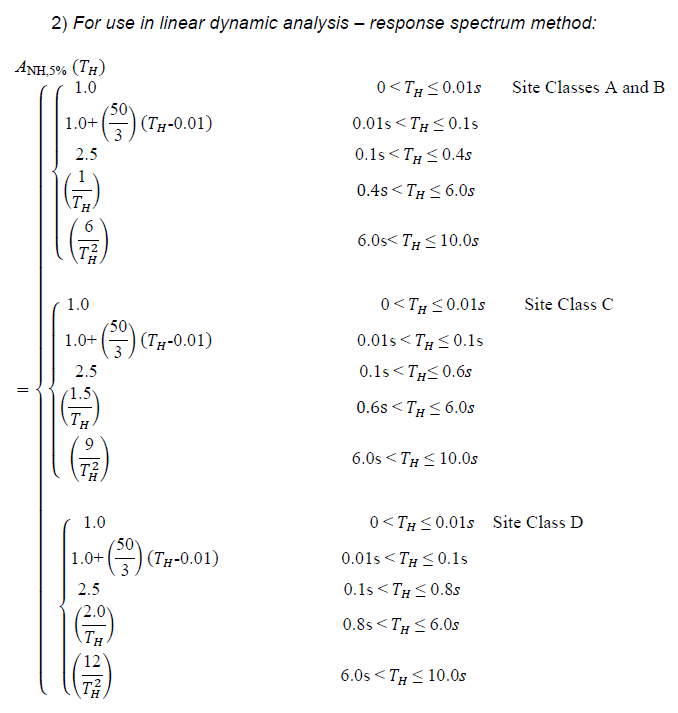 2) For use in linear dynamic analysis – response spectrum method:
A_NH,5% (T_H)
1.0 0 < T_H ≤ 0.01s Site Classes A and B
1.0+(50/3)(T_H-0.01) 0.01s < T_H ≤ 0.1s
2.5 0.1s < T_H ≤ 0.4s
(1/T_H) 0.4s < T_H ≤ 6.0s
(6/T_H^2) 6.0s< T_H ≤ 10.0s
1.0 0 < T_H ≤ 0.01s Site Class C
1.0+(50/3)(T_H-0.01) 0.01s < T_H ≤ 0.1s
2.5 0.1s < T_H≤ 0.6s
=
(1.5/T_H) 0.6s < T_H ≤ 6.0s
(9/T_H^2) 6.0s < T_H ≤ 10.0s
1.0 0 < T_H ≤ 0.01s Site Class D
1.0+(50/3)(T_H-0.01) 0.01s < T_H ≤ 0.1s
2.5 0.1s < T_H ≤ 0.8s
(2.0/T_H) 0.8s < T_H ≤ 6.0s
(12/T_H^2) 6.0s < T_H ≤ 10.0s